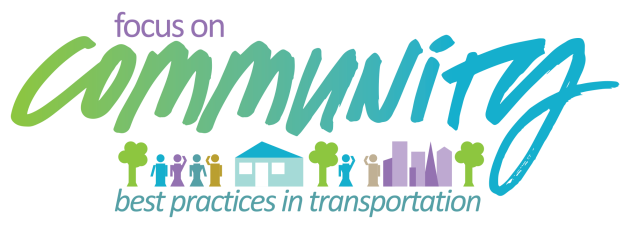 focus on
community
best practices in transportation